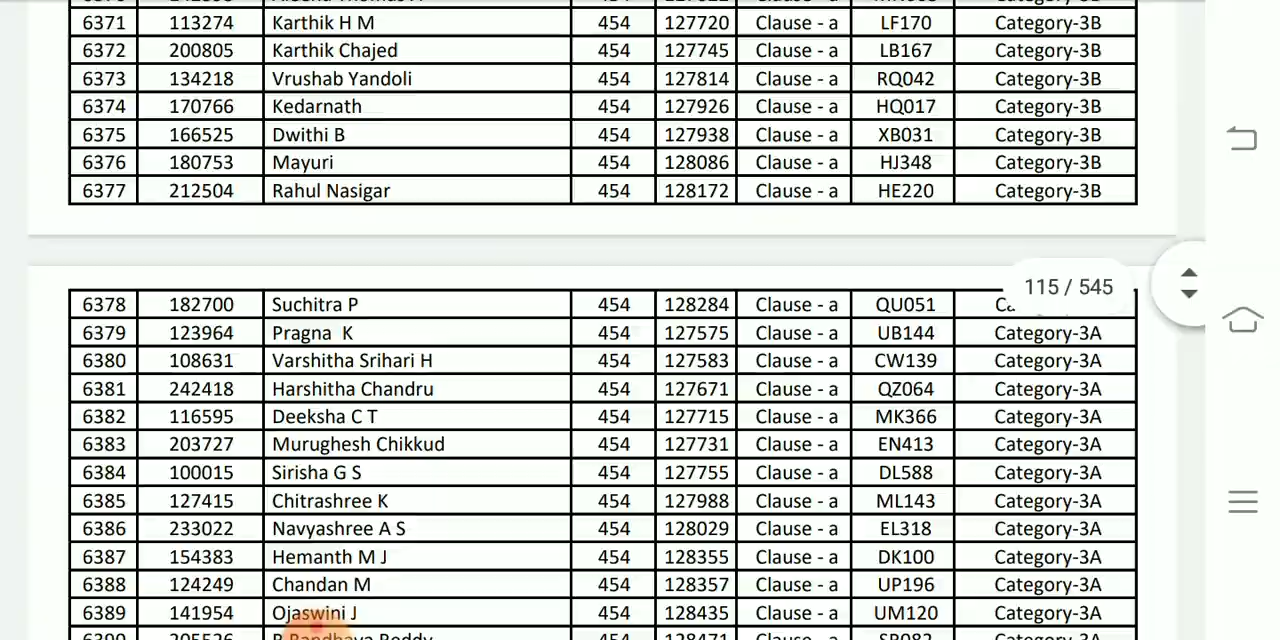 6371 113274 Karthik H M 454 127720 Clause - a LF170 Category-3B
6372 200805 Karthik Chajed 454 127745 Clause - a LB167 Category-3B
6373 134218 Vrushab Yandoli 454 127814 Clause - a RQ042 Category-3B
6374 170766 Kedarnath 454 127926 Clause - a HQ017 Category-3B
6375 166525 Dwithi B 454 127938 Clause - a XB031 Category-3B
6376 180753 Mayuri 454 128086 Clause - a HJ348 Category-3B
6377 212504 Rahul Nasigar 454 128172 Clause - a HE220 Category-3B
115 / 545
6378 182700 Suchitra P 454 128284 Clause - a QU051
6379 123964 Pragna K 454 127575 Clause - a UB144 Category-3A
6380 108631 Varshitha Srihari H 454 127583 Clause - a CW139 Category-3A
6381 242418 Harshitha Chandru 454 127671 Clause - a QZ064 Category-3A
6382 116595 Deeksha C T 454 127715 Clause - a MK366 Category-3A
6383 203727 Murughesh Chikkud 454 127731 Clause - a EN413 Category-3A
6384 100015 Sirisha G S 454 127755 Clause - a DL588 Category-3A
6385 127415 Chitrashree K 454 127988 Clause - a ML143 Category-3A
6386 233022 Navyashree A S 454 128029 Clause - a EL318 Category-3A
6387 154383 Hemanth M J 454 128355 Clause - a DK100 Category-3A
6388 124249 Chandan M 454 128357 Clause - a UP196 Category-3A
6389 141954 Ojaswini J 454 128435 Clause - a UM120 Category-3A